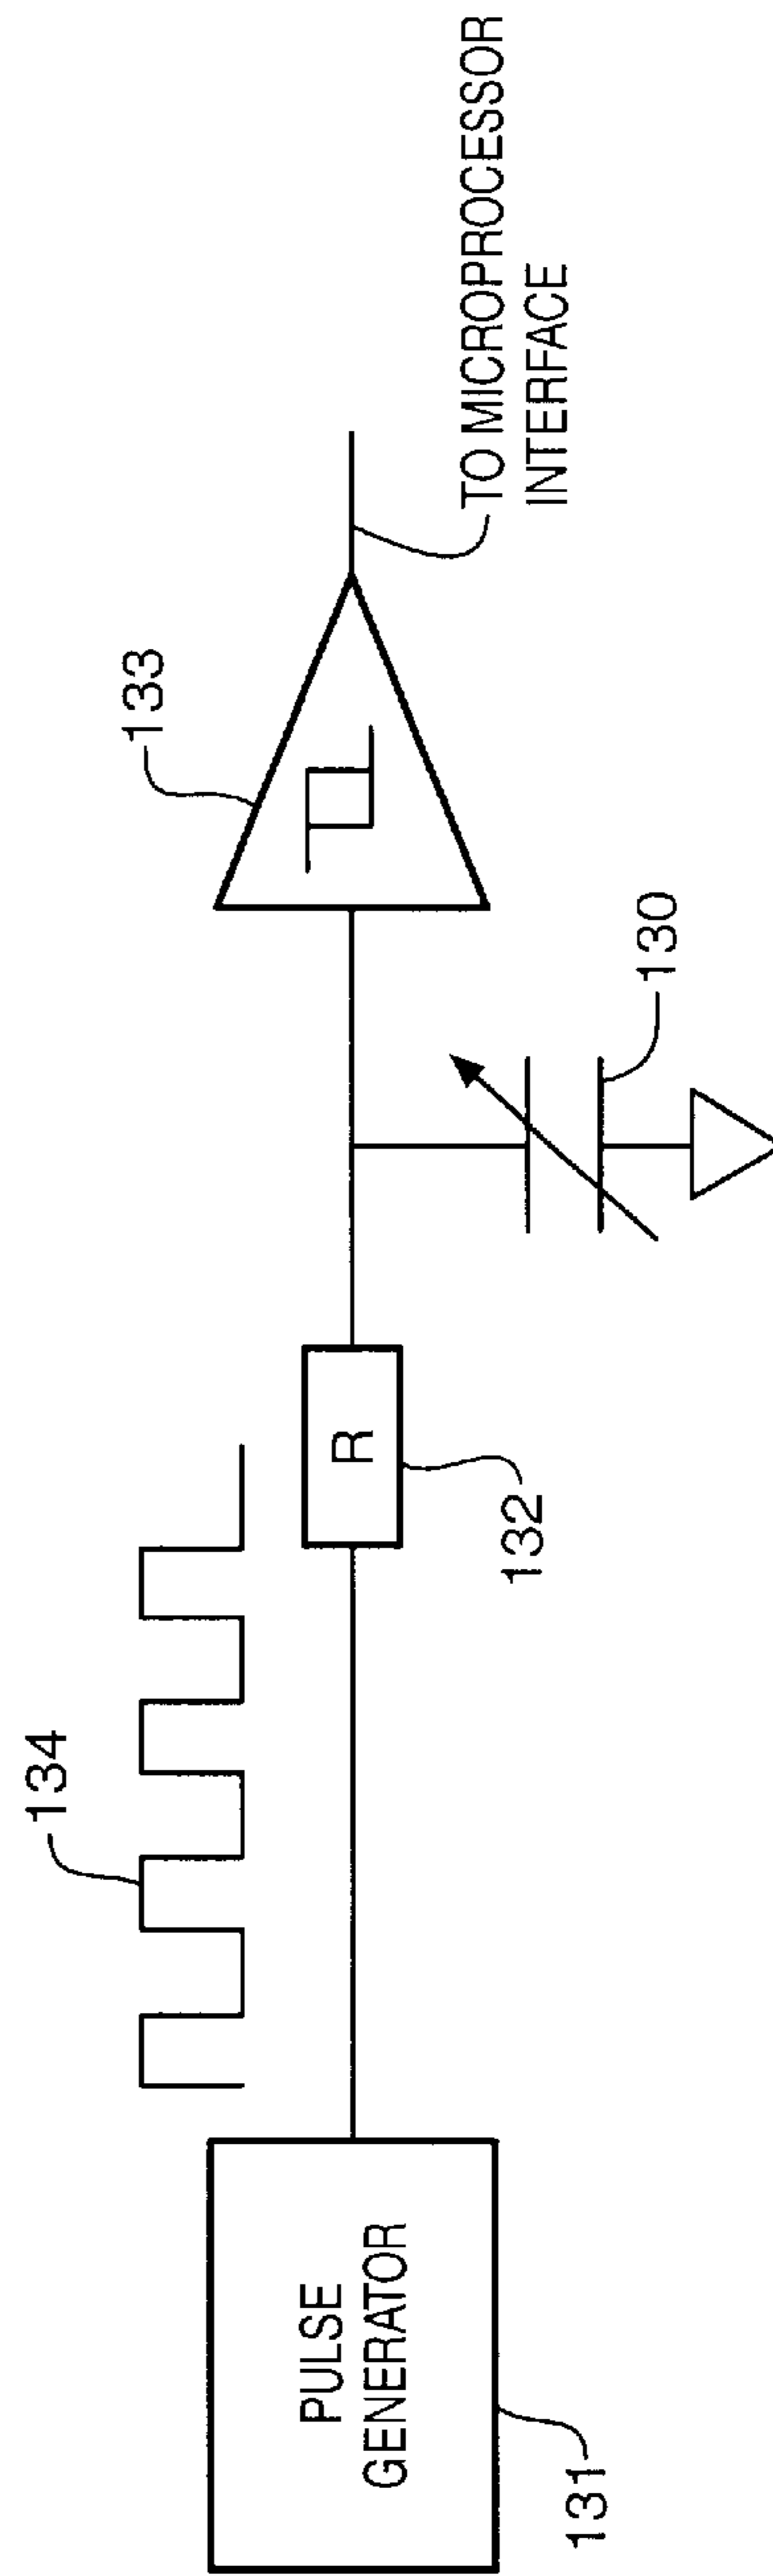 134
133
PULSE
GENERATOR
R
TO MICROPROCESSOR
INTERFACE
131
132
130